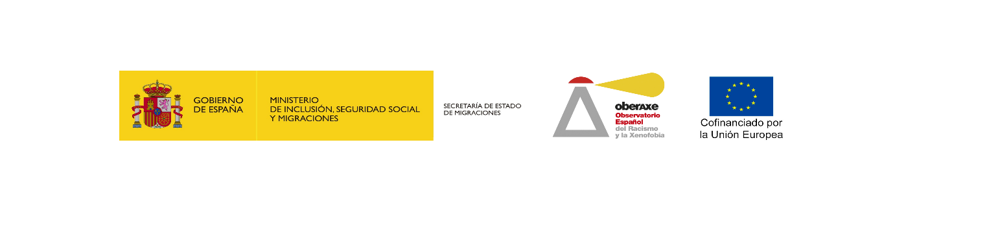 GOBIERNO
DE ESPAÑA
MINISTERIO
DE INCLUSIÓN, SEGURIDAD SOCIAL
Y MIGRACIONES
SECRETARÍA DE ESTADO
DE MIGRACIONES
oberaxe
Observatorio
Español
del Racismo
y la Xenofobia
Cofinanciado por
la Unión Europea